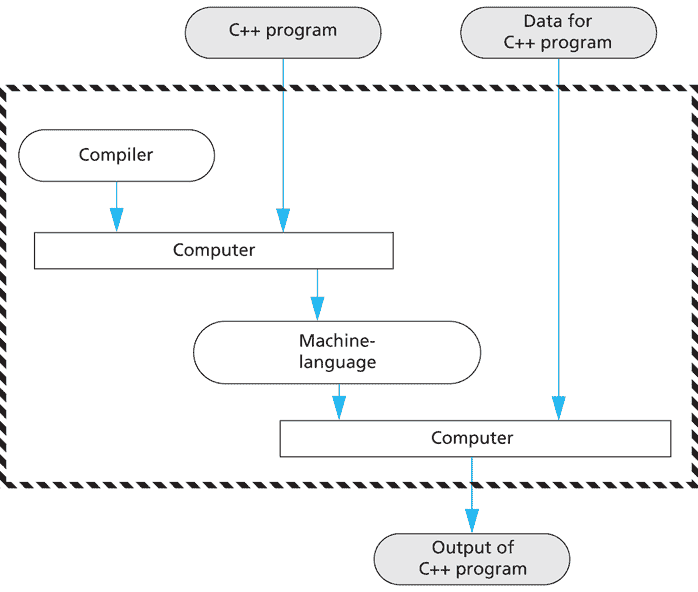 C++ program
Data for
C++ program
Compiler
Computer
Machine-
language
Computer
Output of
C++ program